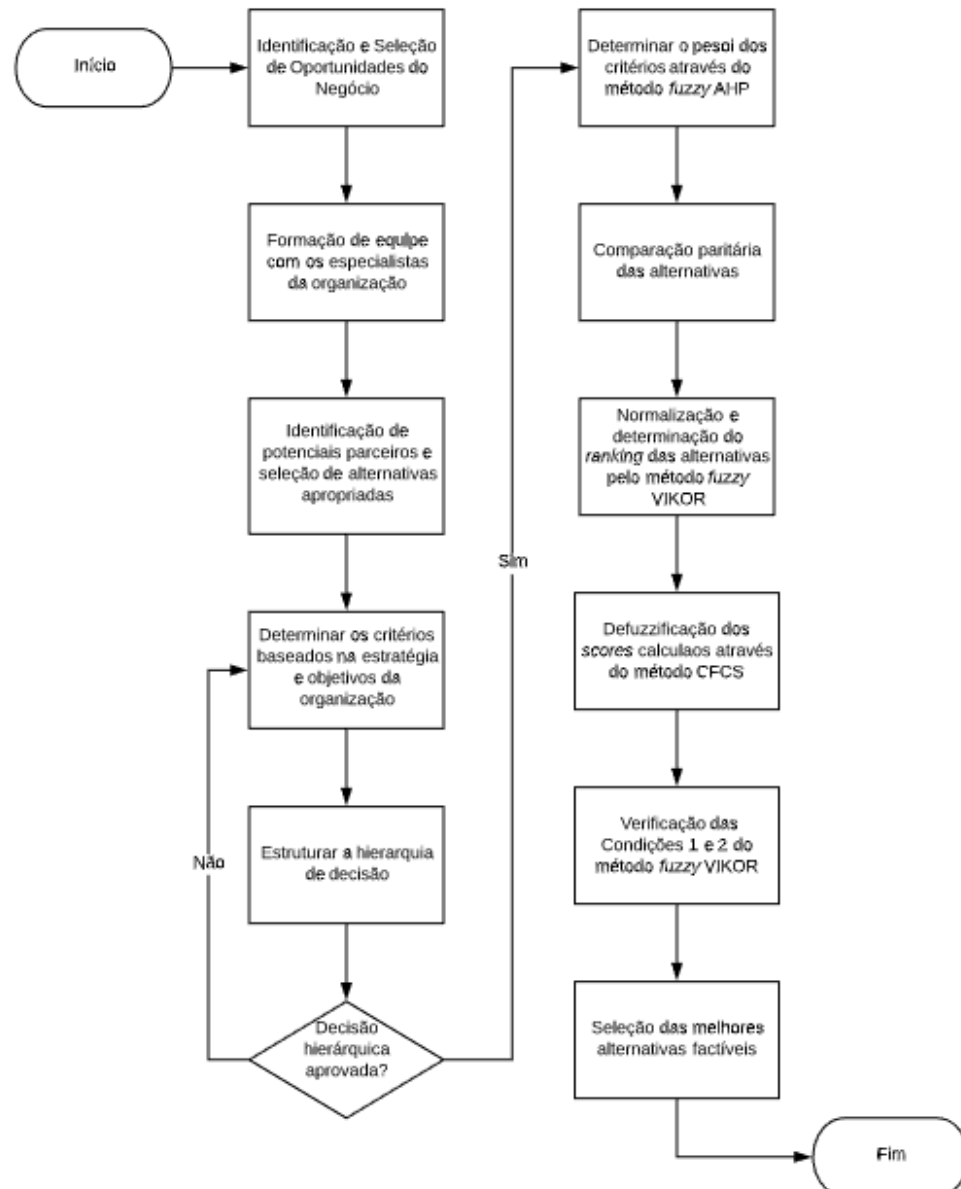 Início
Identificação e Seleção
de Oportunidades do
Negócio
Formação de equipe
com os especialistas
da organização
Identificação de
potenciais parceiros e
seleção de alternativas
apropriadas
Determinar os critérios
baseados na estratégia
e objetivos da
organização
Estruturar a hierarquia
de decisão
Não
Decisão
hierárquica
aprovada?
Sim
Determinar o pesoi dos
critérios através do
método fuzzy AHP
Comparação paritária
das alternativas
Normalização e
determinação do
ranking das alternativas
pelo método fuzzy
VIKOR
Defuzzificação dos
scores calculaos através
do método CFCS
Verificação das
Condições 1 e 2 do
método fuzzy VIKOR
Seleção das melhores
alternativas factíveis
Fim